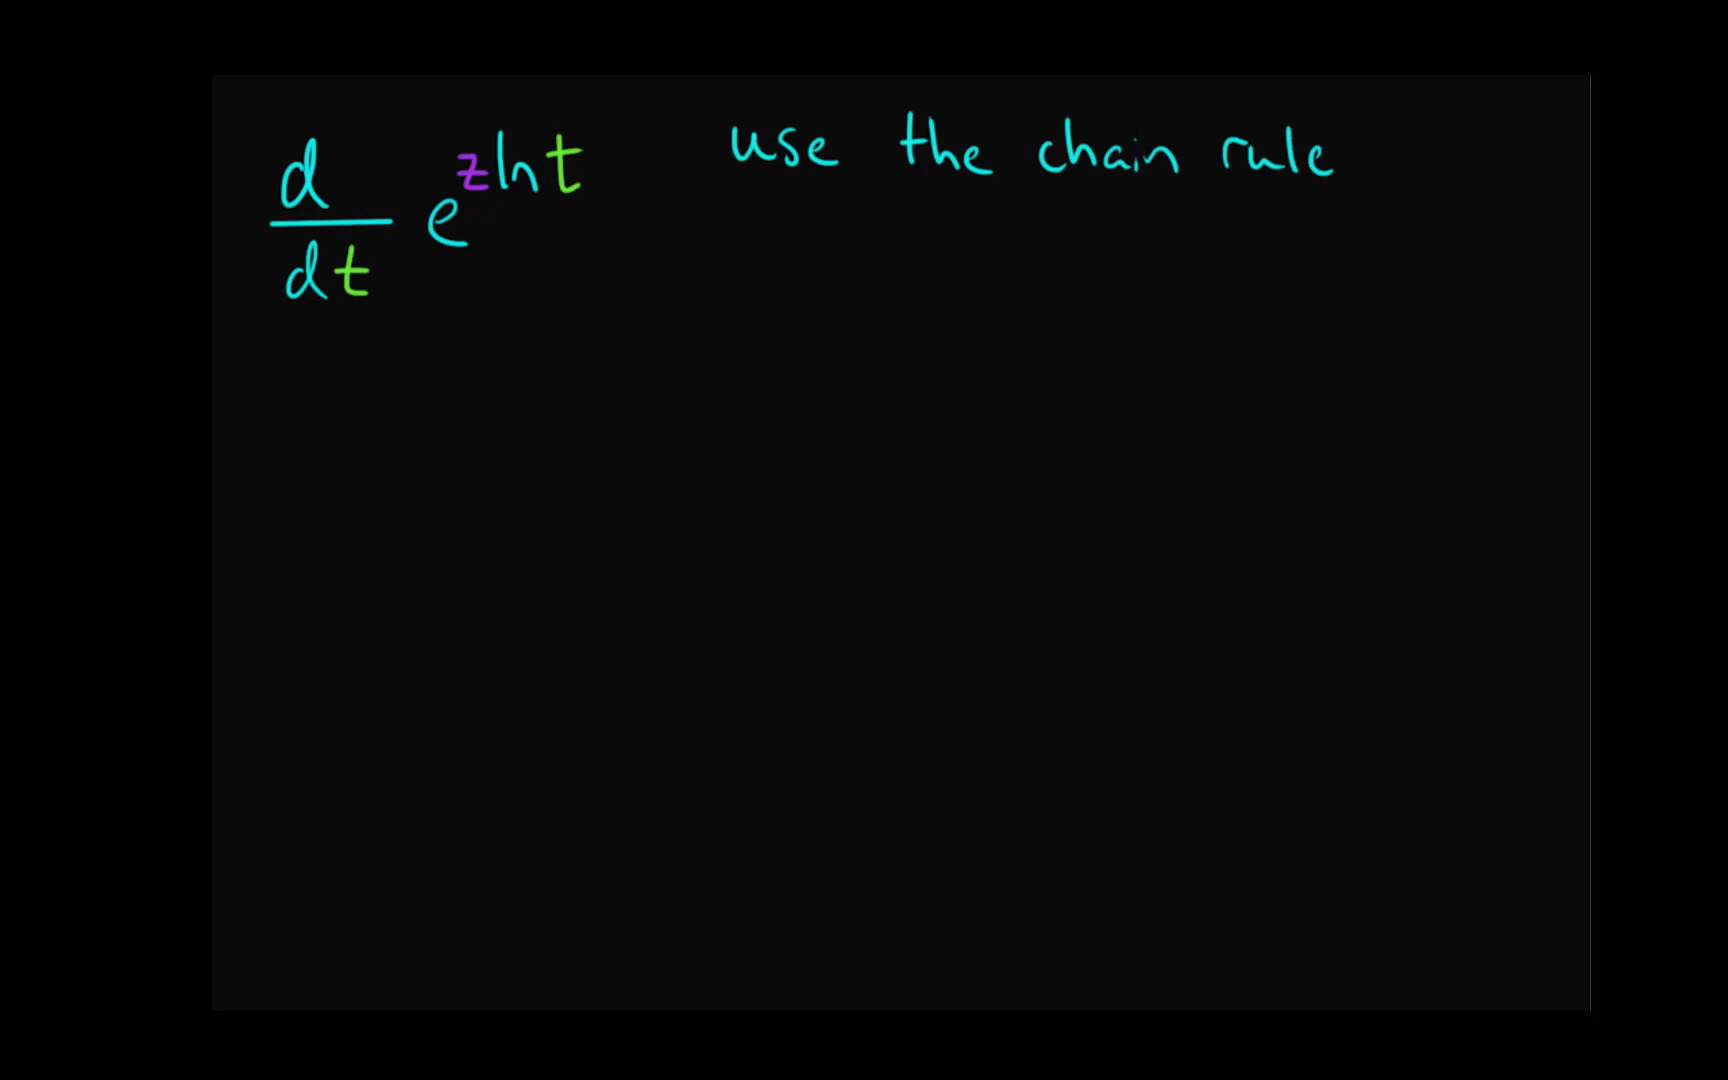 d/dt e^{z ln t} use the chain rule